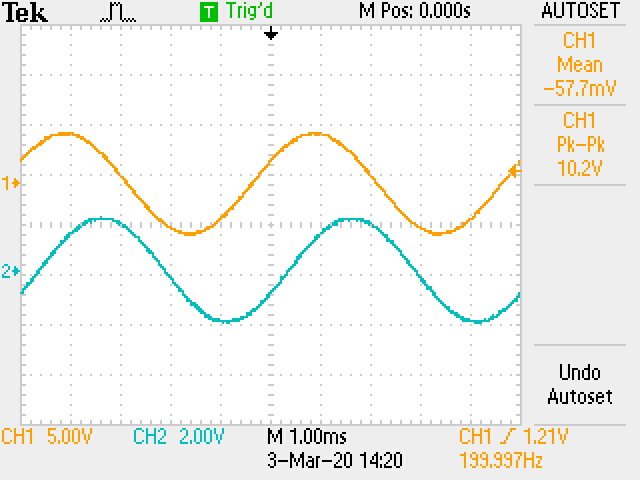 Tek T Trig'd M Pos: 0.000s AUTOSET
CH1
Mean
-57.7mV
CH1
Pk-Pk
10.2V
1
2
Undo
Autoset
CH1 5.00V CH2 2.00V M 1.00ms CH1 1.21V
3-Mar-20 14:20 199.997Hz